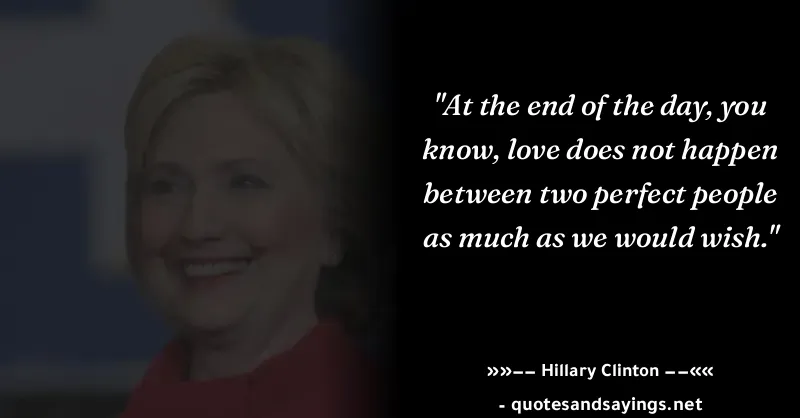 "At the end of the day, you
know, love does not happen
between two perfect people
as much as we would wish."
»»-- Hillary Clinton --««
- quotesandsayings.net